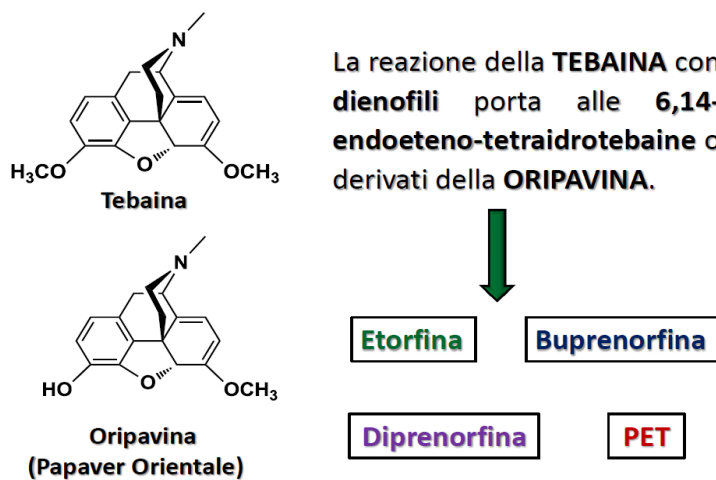 N
O
H₃CO
OCH₃
Tebaina
La reazione della TEBAINA con
dienofili porta alle 6,14-
endoeteno-tetraidrotebaine o
derivati della ORIPAVINA.
N
HO
O
OCH₃
Oripavina
(Papaver Orientale)
Etorfina
Buprenorfina
Diprenorfina
PET